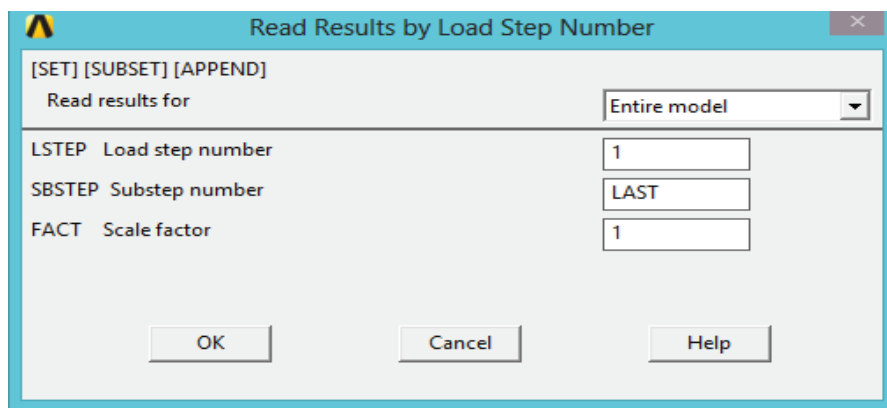 Read Results by Load Step Number
[SET] [SUBSET] [APPEND]
Read results for Entire model
LSTEP Load step number 1
SBSTEP Substep number LAST
FACT Scale factor 1
OK Cancel Help